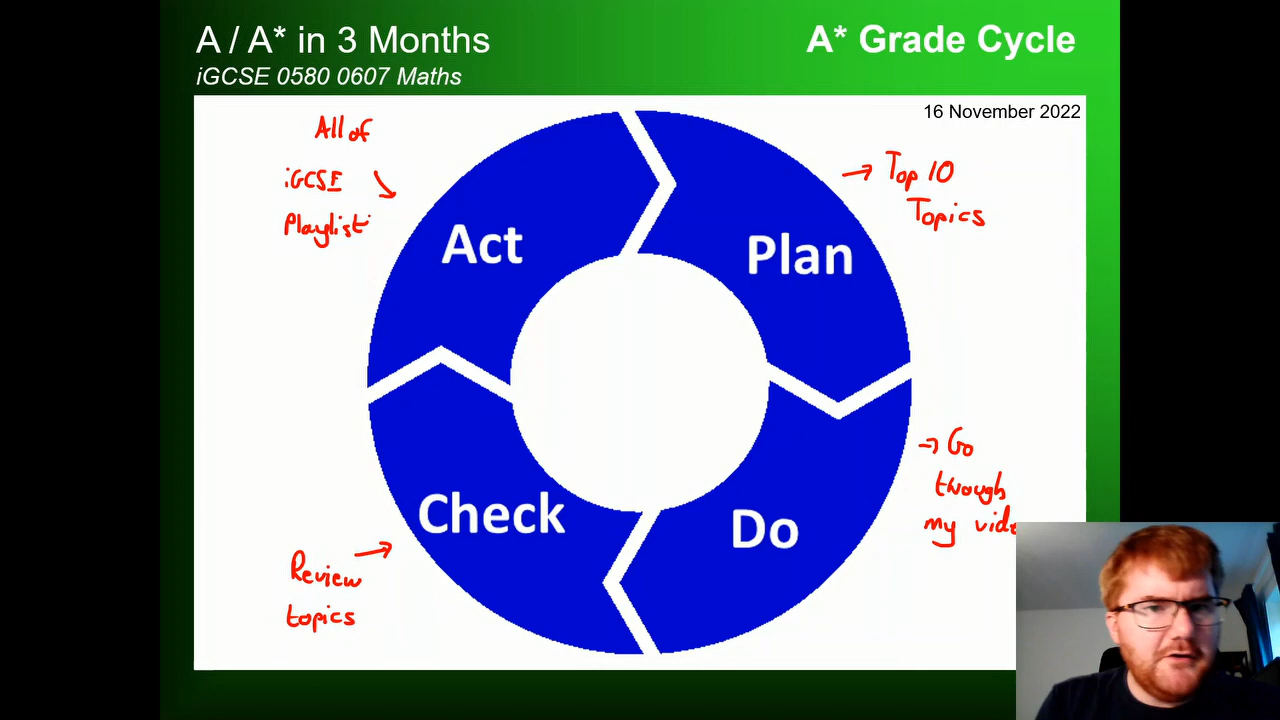 A / A* in 3 Months
A* Grade Cycle
iGCSE 0580 0607 Maths
16 November 2022
All of
iGCSE
Playlist
→ Top 10
Topics
Act
Plan
→ Go
through
my
Check
Do
Review
topics